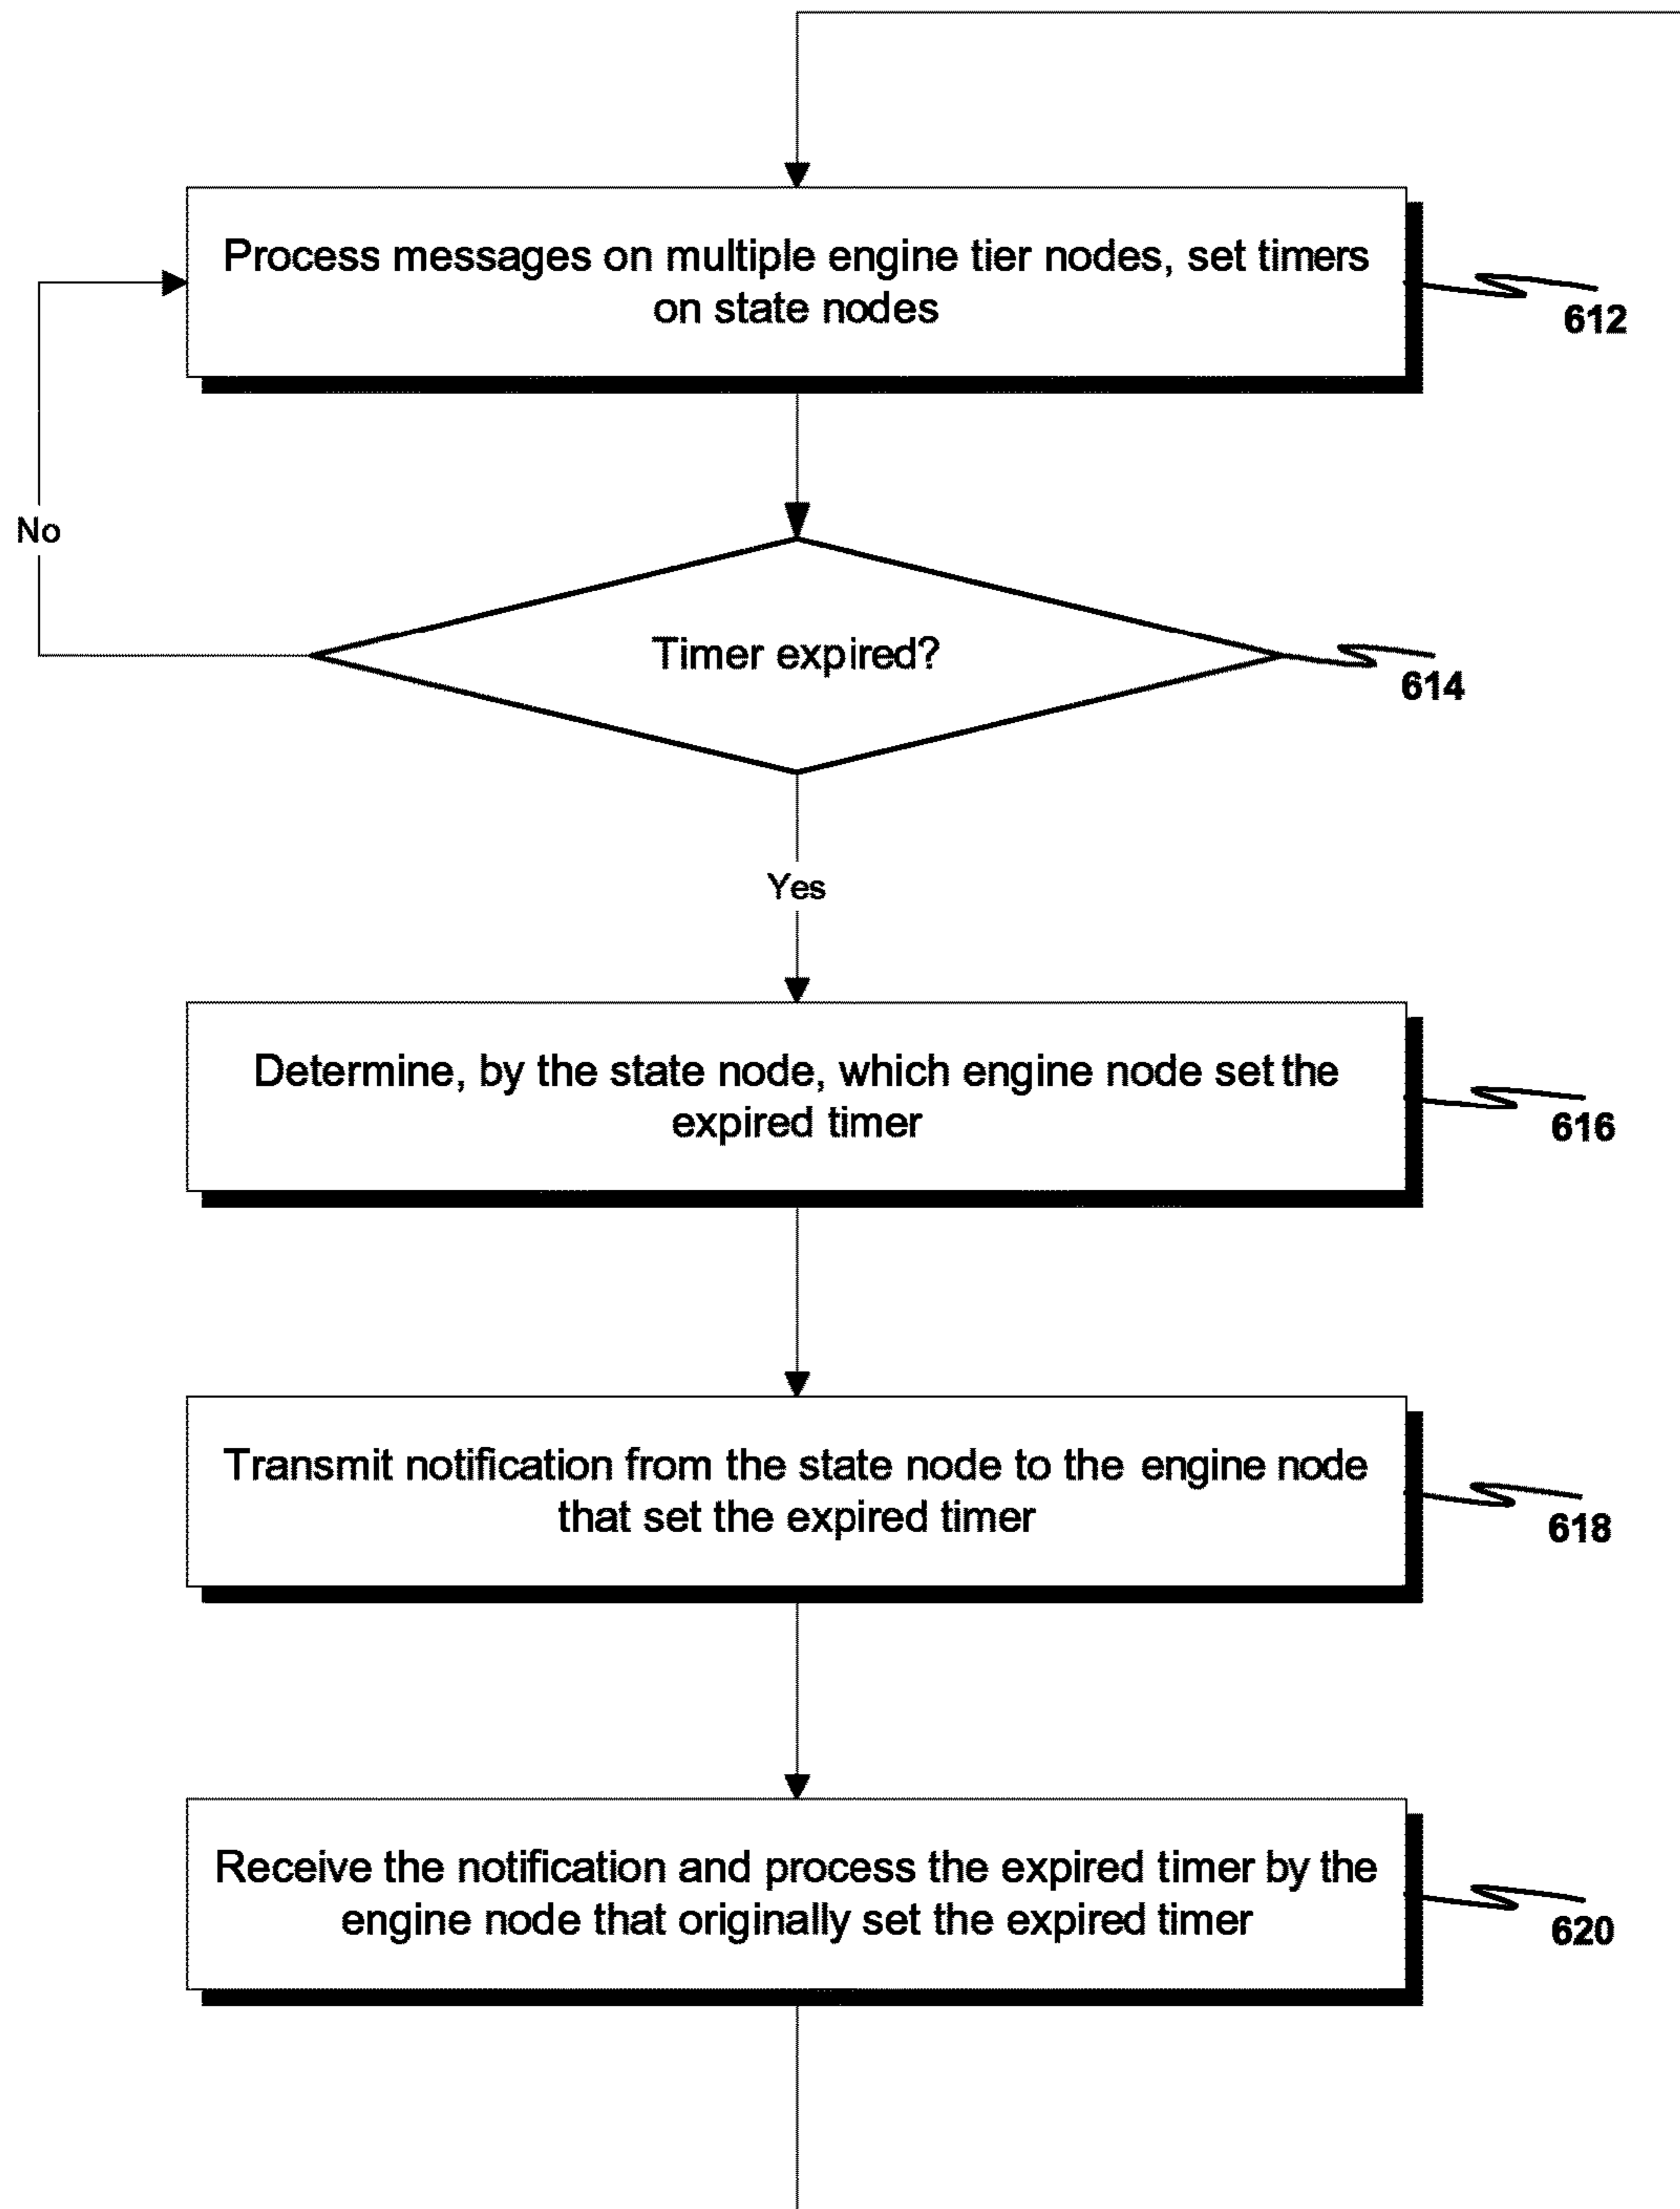 Process messages on multiple engine tier nodes, set timers
on state nodes
612
No
Timer expired?
614
Yes
Determine, by the state node, which engine node set the
expired timer
616
Transmit notification from the state node to the engine node
that set the expired timer
618
Receive the notification and process the expired timer by the
engine node that originally set the expired timer
620